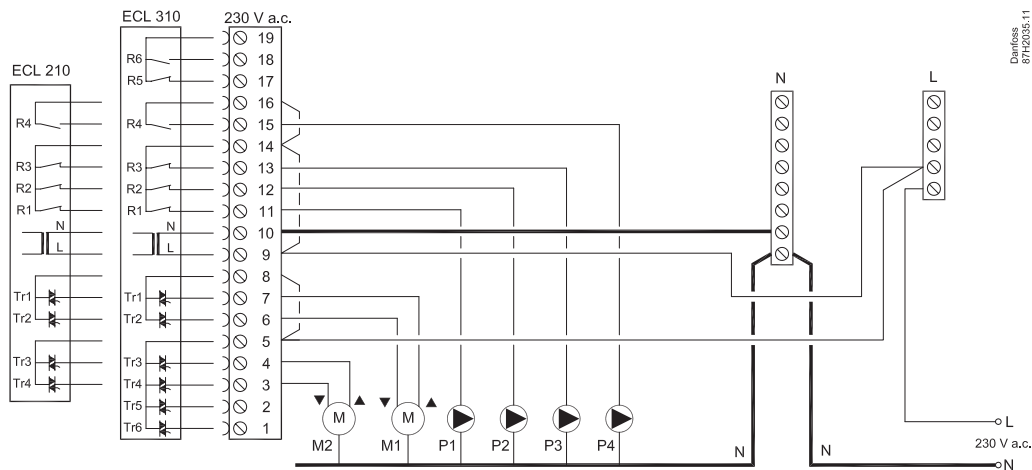 Danfoss
87H2035.11
ECL 310
230 V a.c.
ECL 210
N
L
19
R6
18
R5
17
16
R4
R4
15
14
R3
R3
13
R2
R2
12
R1
R1
11
N
N
10
L
L
9
8
Tr1
Tr1
7
Tr2
Tr2
6
5
Tr3
Tr3
4
Tr4
Tr4
3
Tr5
2
Tr6
1
M
M
M2
M1
P1
P2
P3
P4
N
N
L
230 V a.c.
N